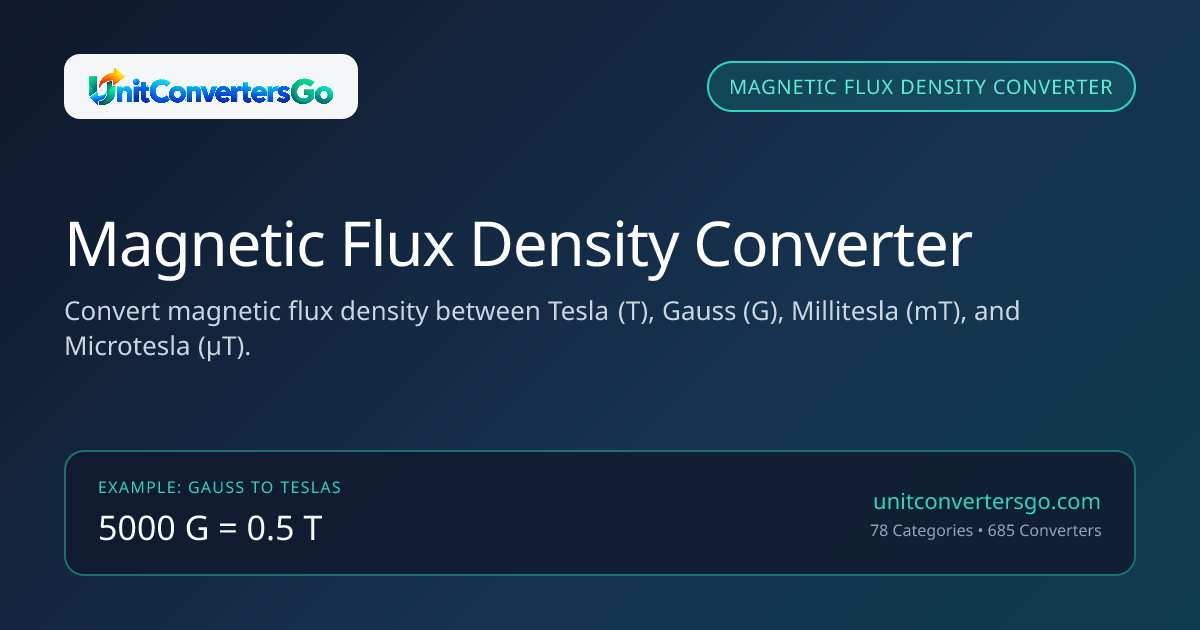 UnitConvertersGo
MAGNETIC FLUX DENSITY CONVERTER
Magnetic Flux Density Converter
Convert magnetic flux density between Tesla (T), Gauss (G), Millitesla (mT), and
Microtesla (μT).
EXAMPLE: GAUSS TO TESLAS
5000 G = 0.5 T
unitconvertersgo.com
78 Categories • 685 Converters